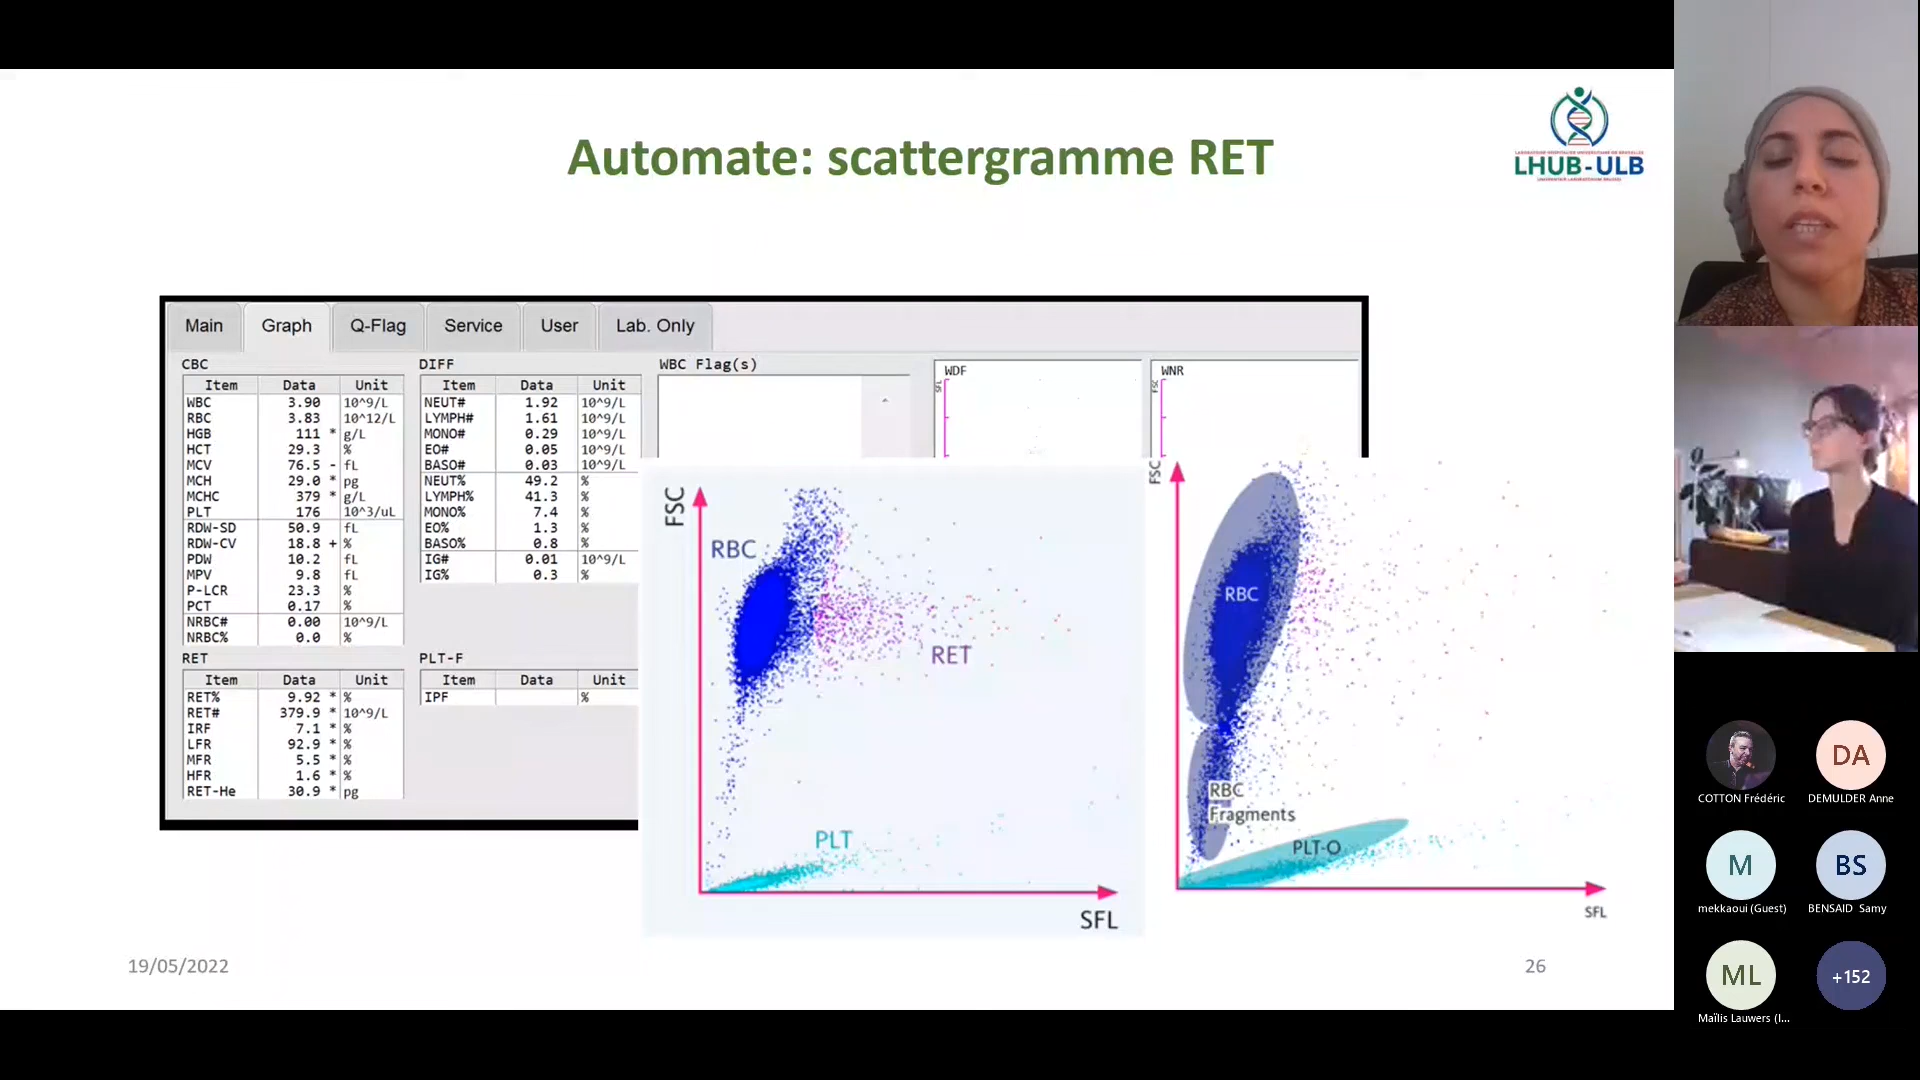 Automate: scattergramme RET
LHUB-ULB
Main Graph Q-Flag Service User Lab. Only
CBC
Item Data Unit
WBC 3.90 10^9/L
RBC 3.83 10^12/L
HGB 111 * g/L
HCT 29.3 %
MCV 76.5 - fL
MCH 29.0 * pg
MCHC 379 * g/L
PLT 176 10^3/uL
RDW-SD 50.9 fL
RDW-CV 18.8 + %
PDW 10.2 fL
MPV 9.8 fL
P-LCR 23.3 %
PCT 0.17 %
NRBC# 0.00 10^9/L
NRBC% 0.0 %
DIFF
Item Data Unit
NEUT# 1.92 10^9/L
LYMPH# 1.61 10^9/L
MONO# 0.29 10^9/L
EO# 0.05 10^9/L
BASO# 0.03 10^9/L
NEUT% 49.2 %
LYMPH% 41.3 %
MONO% 7.4 %
EO% 1.3 %
BASO% 0.8 %
IG# 0.01 10^9/L
IG% 0.3 %
WBC Flag(s)
WDF
SFL
WNR
FSC
RET
Item Data Unit
RET% 9.92 * %
RET# 379.9 * 10^9/L
IRF 7.1 * %
LFR 92.9 * %
MFR 5.5 * %
HFR 1.6 * %
RET-He 30.9 * pg
PLT-F
Item Data Unit
IPF %
FSC
RBC
RET
PLT
SFL
FSC
RBC
RBC
Fragments
PLT-O
SFL
19/05/2022
26
COTTON Frédéric
DA
DEMULDER Anne
M
mekkaoui (Guest)
BS
BENSAID Samy
ML
Maïlis Lauwers (I...
+152